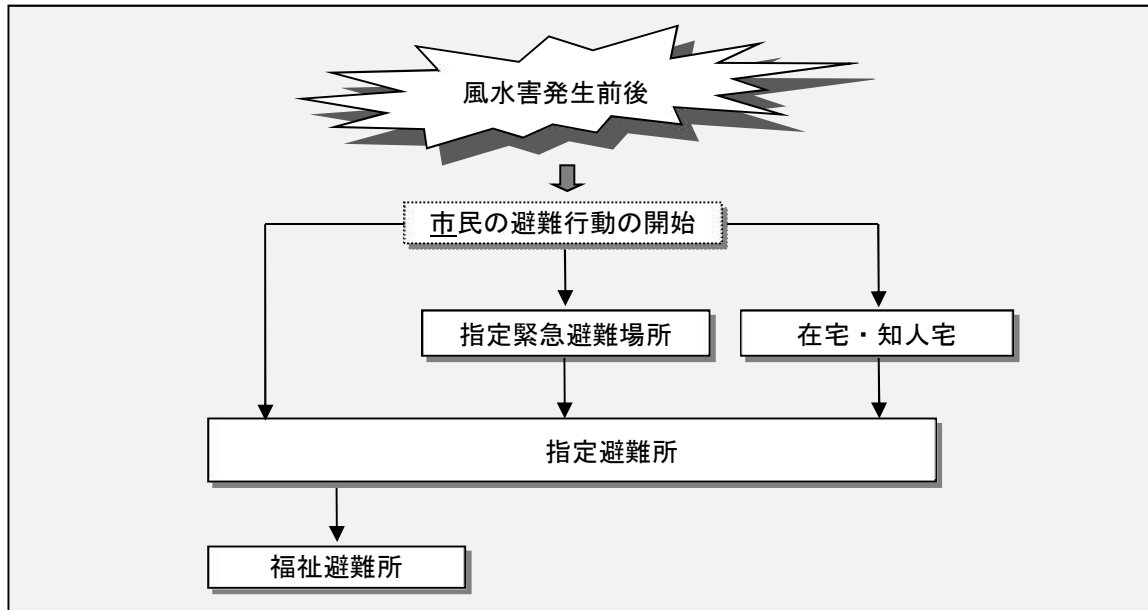 風水害発生前後
市民の避難行動の開始
指定緊急避難場所
在宅・知人宅
指定避難所
福祉避難所